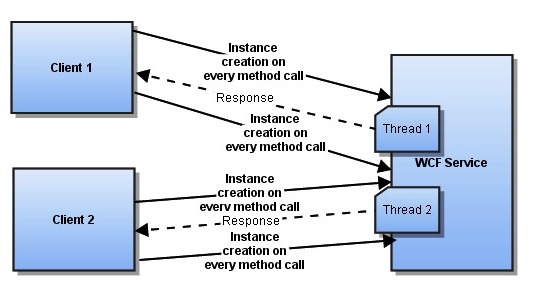 Client 1
Instance
creation on
every method call
Response
Instance
creation on
every method call
Thread 1
WCF Service
Client 2
Instance
creation on
every method call
Response
Thread 2
Instance
creation on
every method call